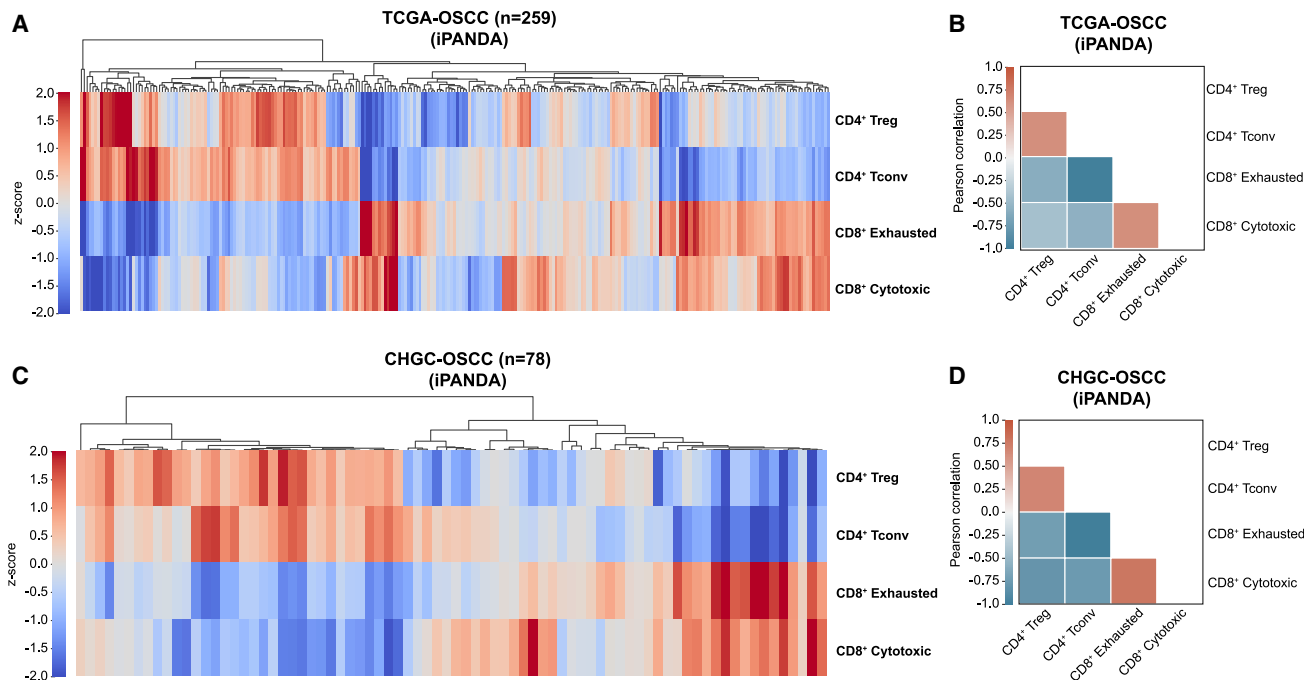 A
TCGA-OSCC (n=259)
(iPANDA)
2.0
1.5
1.0
0.5
0.0
-0.5
-1.0
-1.5
-2.0
z-score
CD4⁺ Treg
CD4⁺ Tconv
CD8⁺ Exhausted
CD8⁺ Cytotoxic
B
TCGA-OSCC
(iPANDA)
1.0
0.75
0.50
0.25
0.0
-0.25
-0.50
-0.75
-1.0
Pearson correlation
CD4⁺ Treg
CD4⁺ Tconv
CD8⁺ Exhausted
CD8⁺ Cytotoxic
CD4⁺ Treg
CD4⁺ Tconv
CD8⁺ Exhausted
CD8⁺ Cytotoxic
C
CHGC-OSCC (n=78)
(iPANDA)
2.0
1.5
1.0
0.5
0.0
-0.5
-1.0
-1.5
-2.0
z-score
CD4⁺ Treg
CD4⁺ Tconv
CD8⁺ Exhausted
CD8⁺ Cytotoxic
D
CHGC-OSCC
(iPANDA)
1.0
0.75
0.50
0.25
0.0
-0.25
-0.50
-0.75
-1.0
Pearson correlation
CD4⁺ Treg
CD4⁺ Tconv
CD8⁺ Exhausted
CD8⁺ Cytotoxic
CD4⁺ Treg
CD4⁺ Tconv
CD8⁺ Exhausted
CD8⁺ Cytotoxic